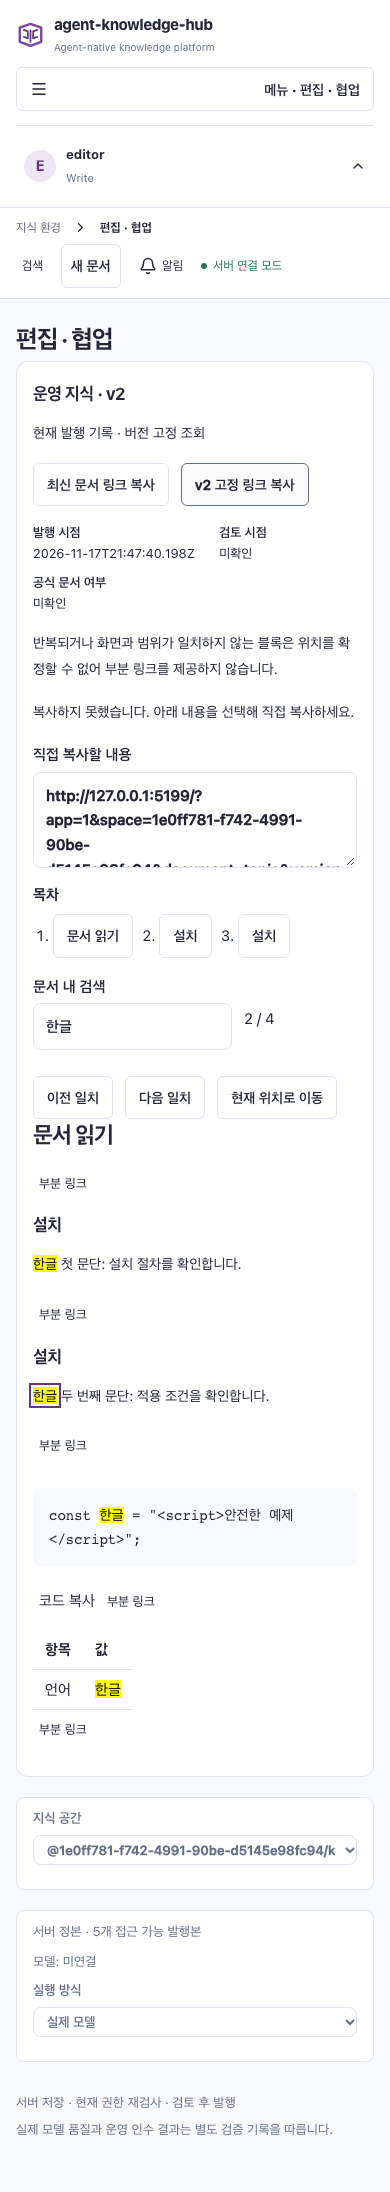 agent-knowledge-hub
Agent-native knowledge platform
메뉴 · 편집 · 협업
E
editor
Write
지식 환경 > 편집 · 협업
검색 새 문서 알림 서버 연결 모드
편집 · 협업
운영 지식 · v2
현재 발행 기록 · 버전 고정 조회
최신 문서 링크 복사 v2 고정 링크 복사
발행 시점 검토 시점
2026-11-17T21:47:40.198Z 미확인
공식 문서 여부
미확인
반복되거나 화면과 범위가 일치하지 않는 블록은 위치를 확
정할 수 없어 부분 링크를 제공하지 않습니다.
복사하지 못했습니다. 아래 내용을 선택해 직접 복사하세요.
직접 복사할 내용
http://127.0.0.1:5199/?
app=1&space=1e0ff781-f742-4991-
90be-
목차
1. 문서 읽기 2. 설치 3. 설치
문서 내 검색
한글 2 / 4
이전 일치 다음 일치 현재 위치로 이동
문서 읽기
부분 링크
설치
한글 첫 문단: 설치 절차를 확인합니다.
부분 링크
설치
한글 두 번째 문단: 적용 조건을 확인합니다.
부분 링크
const 한글 = "<script>안전한 예제
</script>";
코드 복사 부분 링크
항목 값
언어 한글
부분 링크
지식 공간
@1e0ff781-f742-4991-90be-d5145e98fc94/k
서버 정본 · 5개 접근 가능 발행본
모델: 미연결
실행 방식
실제 모델
서버 저장 · 현재 권한 재검사 · 검토 후 발행
실제 모델 품질과 운영 인수 결과는 별도 검증 기록을 따릅니다.